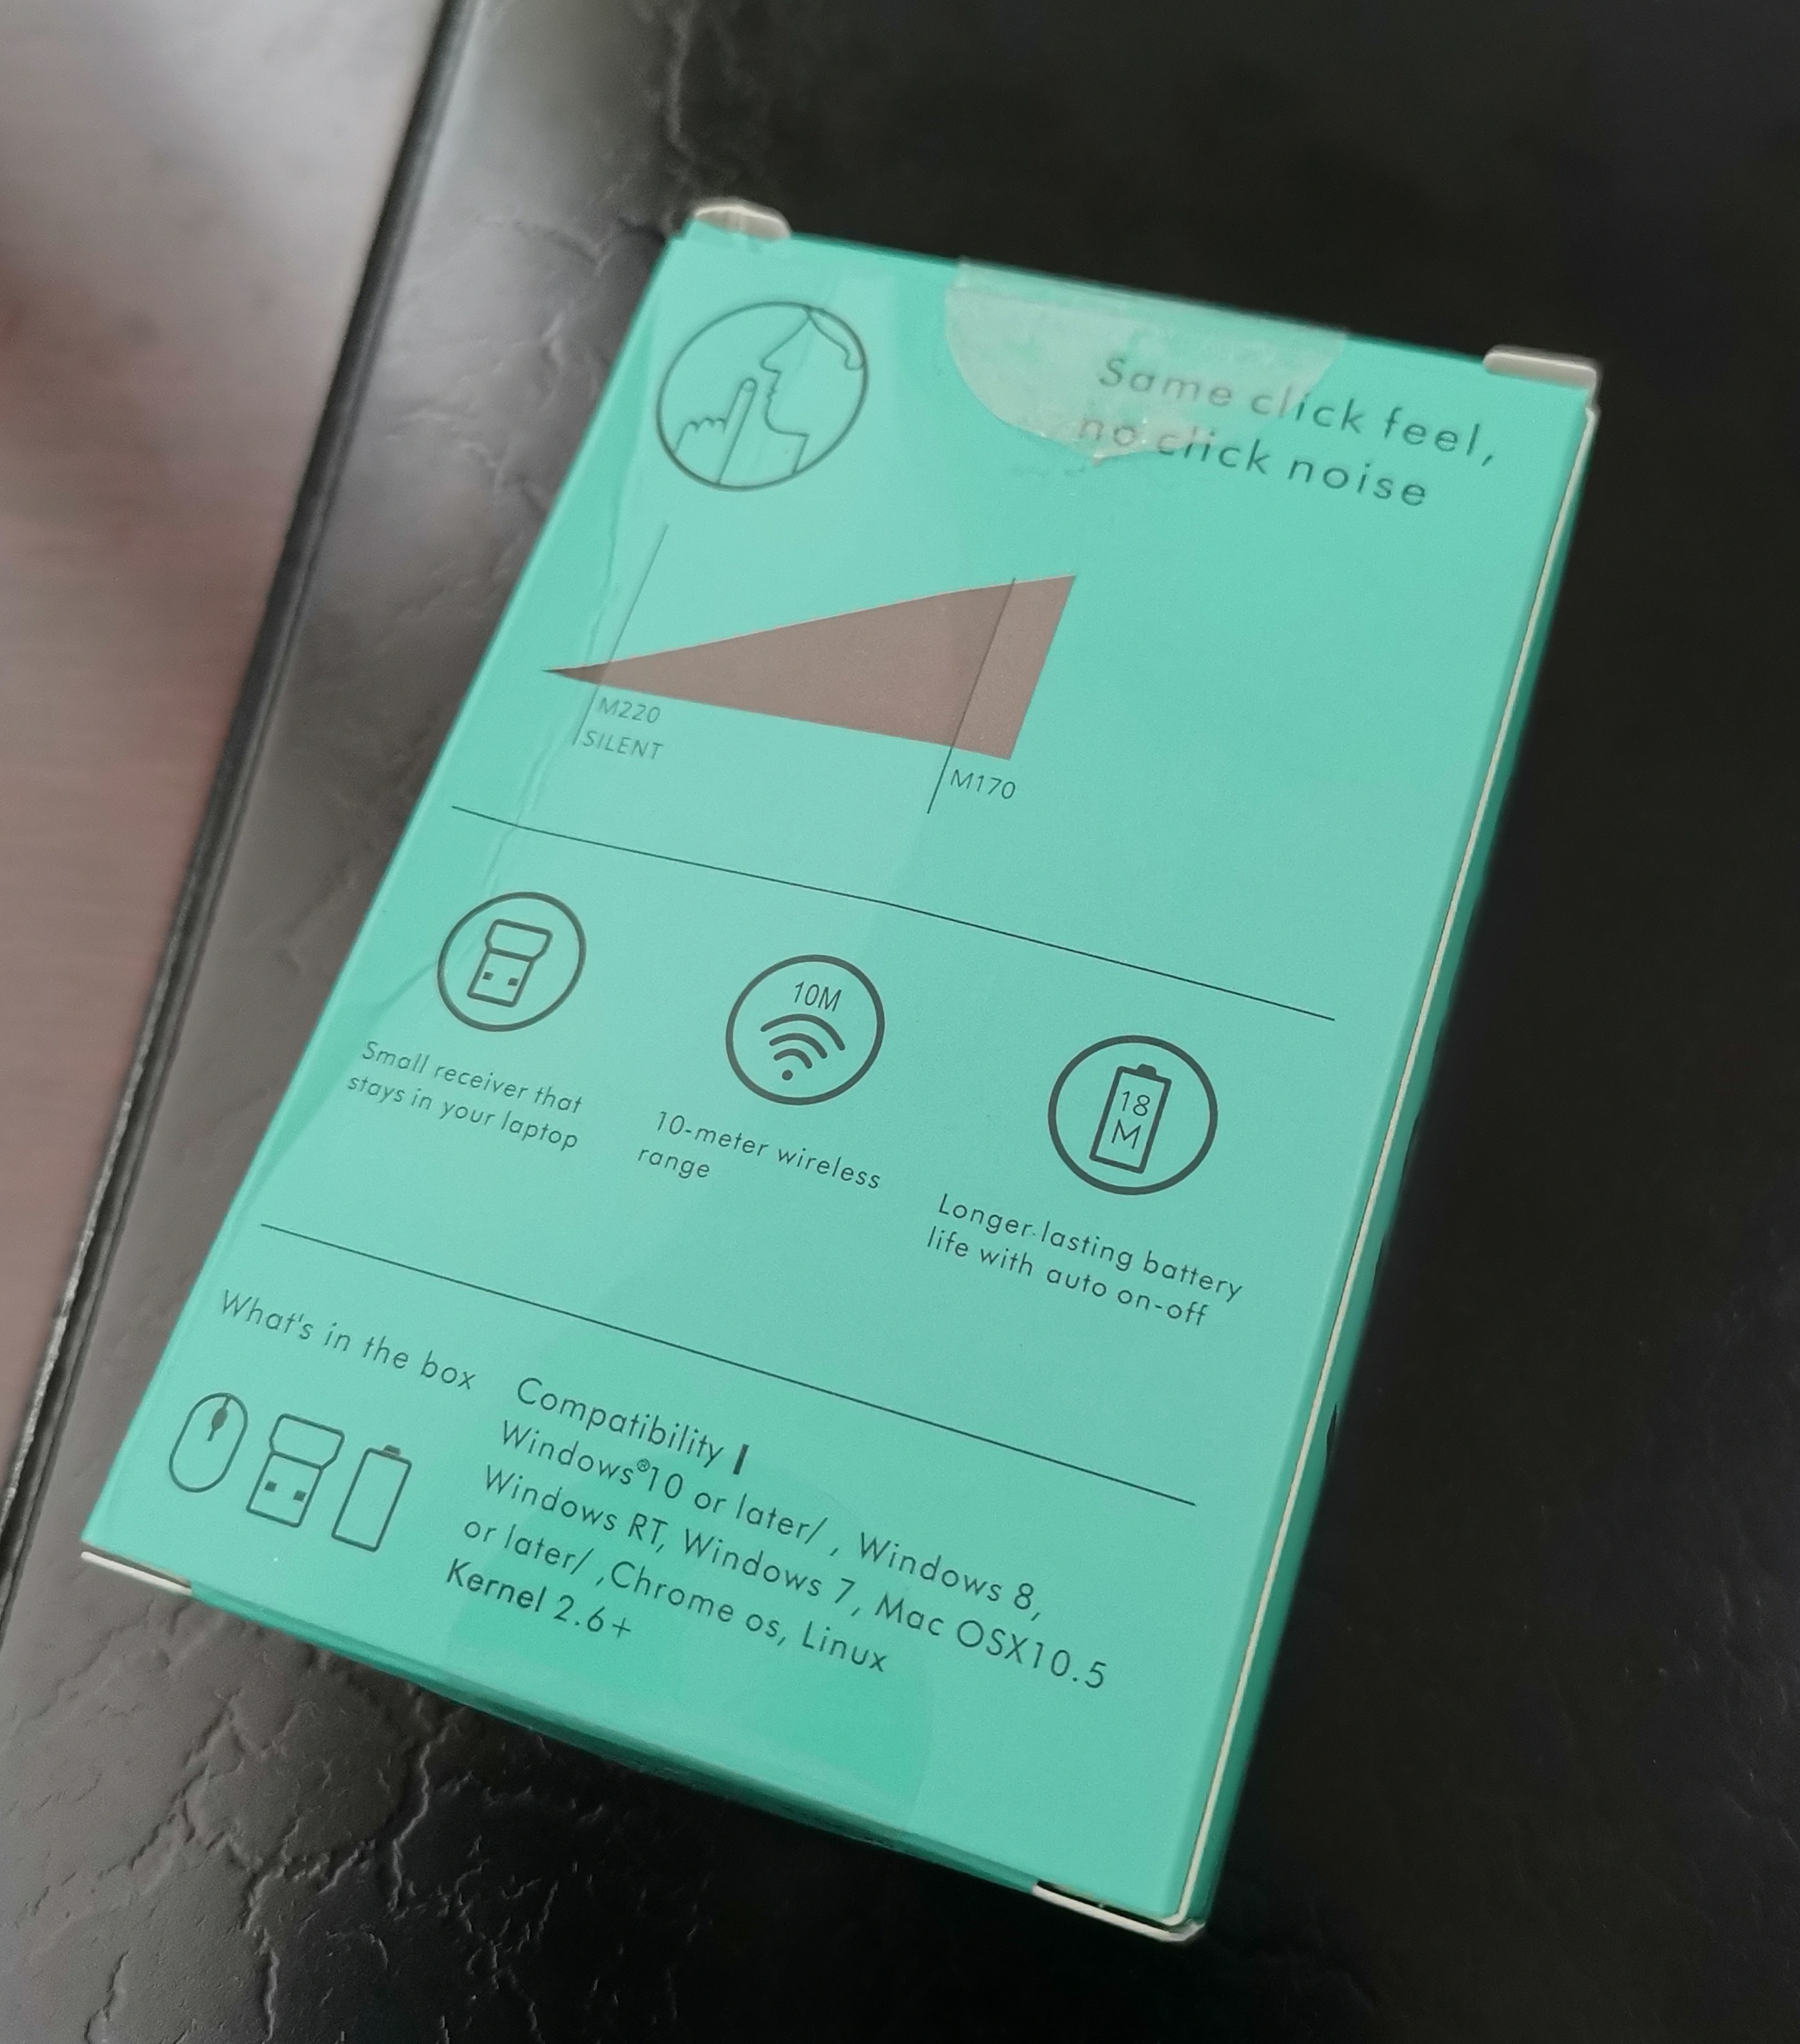 Same click feel,
no click noise
M220
SILENT
M170
10M
18
M
Small receiver that
stays in your laptop
10-meter wireless
range
Longer-lasting battery
life with auto on-off
What's in the box
Compatibility
Windows®10 or later/ , Windows 8,
Windows RT, Windows 7, Mac OSX10.5
or later/ ,Chrome os, Linux
Kernel 2.6+